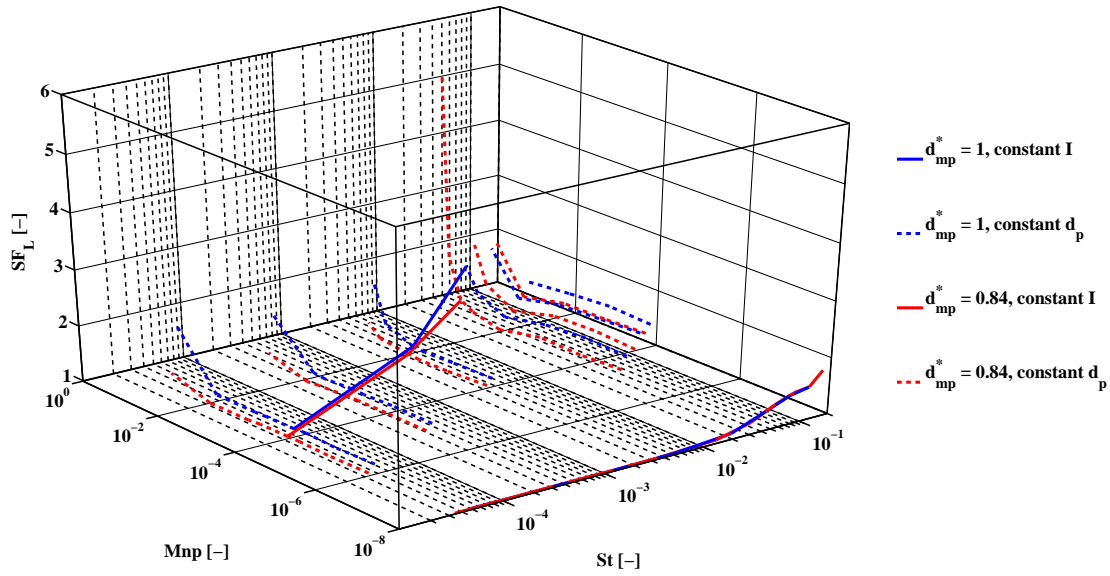 6
5
4
3
2
1
SF_L [–]
10^0
10^–2
10^–4
10^–6
10^–8
Mnp [–]
10^–4
10^–3
10^–2
10^–1
St [–]
d*_mp = 1, constant I
d*_mp = 1, constant d_p
d*_mp = 0.84, constant I
d*_mp = 0.84, constant d_p